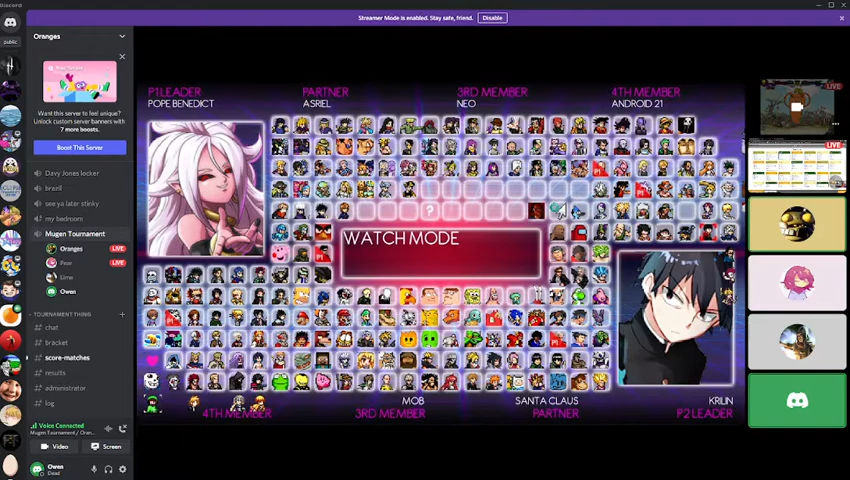 Discord
Streamer Mode is enabled. Stay safe, friend.
Disable
public
Oranges
Want this server to feel unique?
Unlock custom server banners with
7 more boosts.
Boost This Server
Davy Jones locker
brazil
see ya later stinky
my bedroom
Mugen Tournament
Oranges LIVE
Fear LIVE
Lime
Owen
TOURNAMENT THING
chat
bracket
score-matches
results
administrator
log
Voice Connected
Mugen Tournament / Oran...
Video
Screen
Owen
Dead
P1 LEADER
POPE BENEDICT
PARTNER
ASRIEL
3RD MEMBER
NEO
4TH MEMBER
ANDROID 21
?
WATCH MODE
4TH MEMBER
MOB
3RD MEMBER
SANTA CLAUS
PARTNER
KRILIN
P2 LEADER
LIVE
LIVE